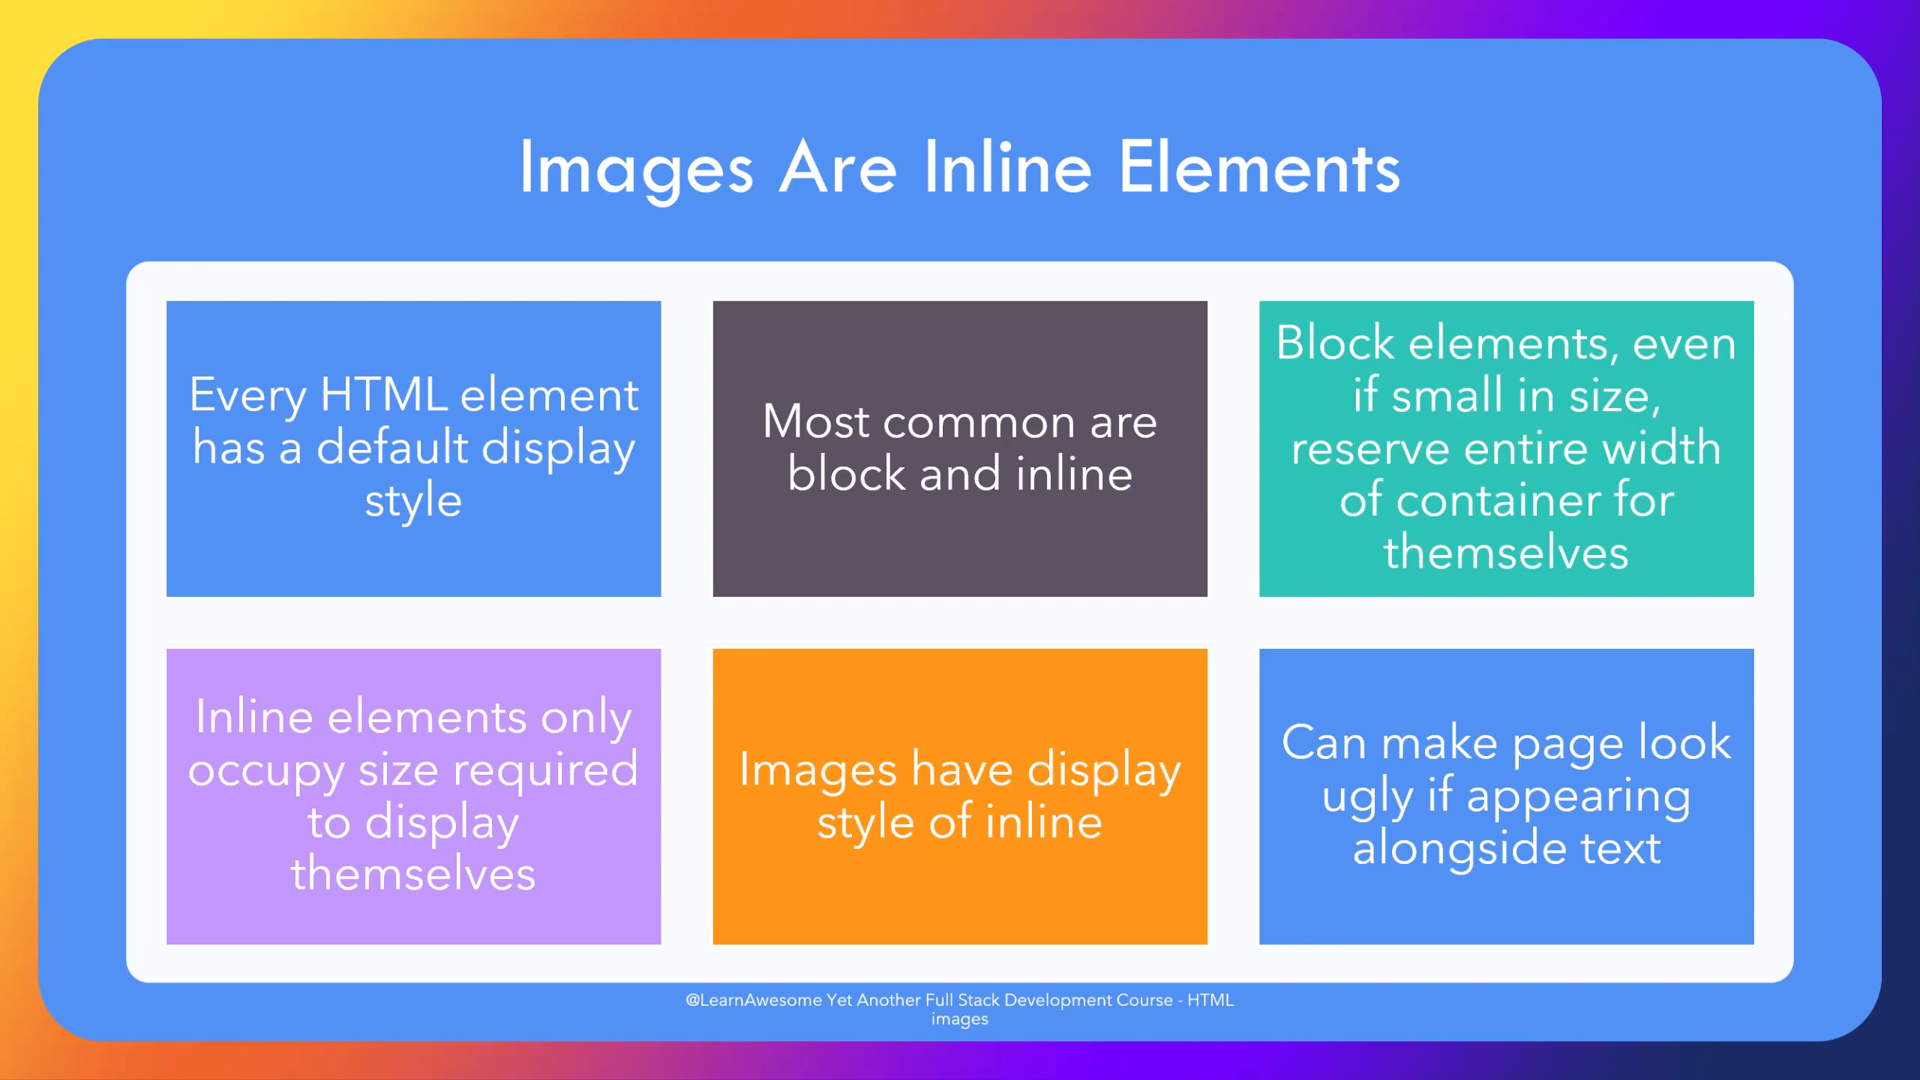 Images Are Inline Elements
Every HTML element
has a default display
style
Most common are
block and inline
Block elements, even
if small in size,
reserve entire width
of container for
themselves
Inline elements only
occupy size required
to display
themselves
Images have display
style of inline
Can make page look
ugly if appearing
alongside text
@LearnAwesome Yet Another Full Stack Development Course - HTML
images